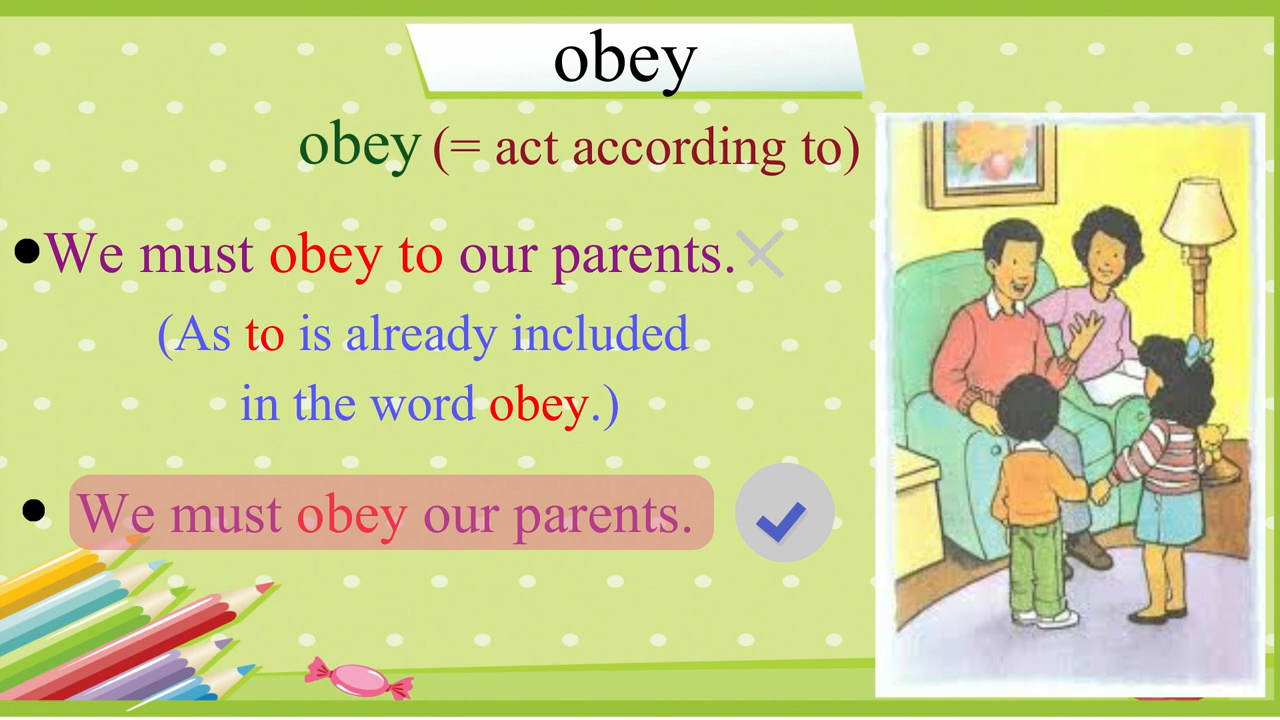 obey
obey (= act according to)
•We must obey to our parents.×
(As to is already included
in the word obey.)
• We must obey our parents. ✓